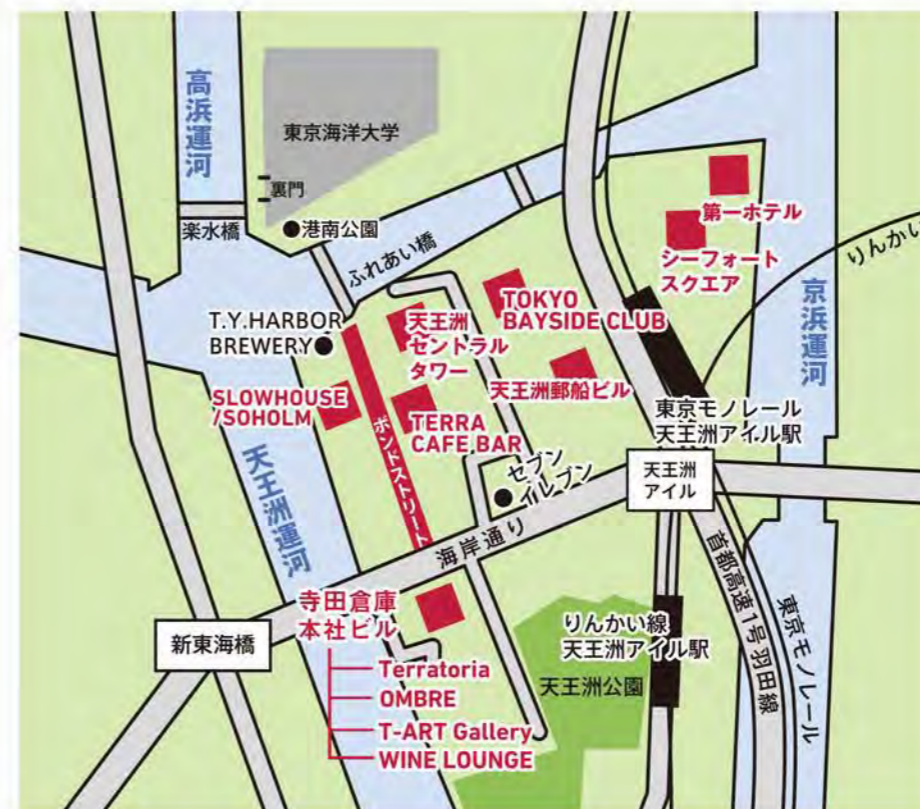 高浜運河
東京海洋大学
裏門
港南公園
楽水橋
ふれあい橋
第一ホテル
シーフォート
スクエア
りんかい
京浜運河
T.Y.HARBOR
BREWERY
天王洲
セントラル
タワー
TOKYO
BAYSIDE CLUB
天王洲郵船ビル
SLOWHOUSE
/SOHOLM
TERRA
CAFE BAR
ボンドストリート
東京モノレール
天王洲アイル駅
セブン
イレブン
天王洲
アイル
天王洲運河
海岸通り
首都高速1号羽田線
東京モノレール
寺田倉庫
本社ビル
新東海橋
りんかい線
天王洲アイル駅
天王洲公園
Terratoria
OMBRE
T-ART Gallery
WINE LOUNGE